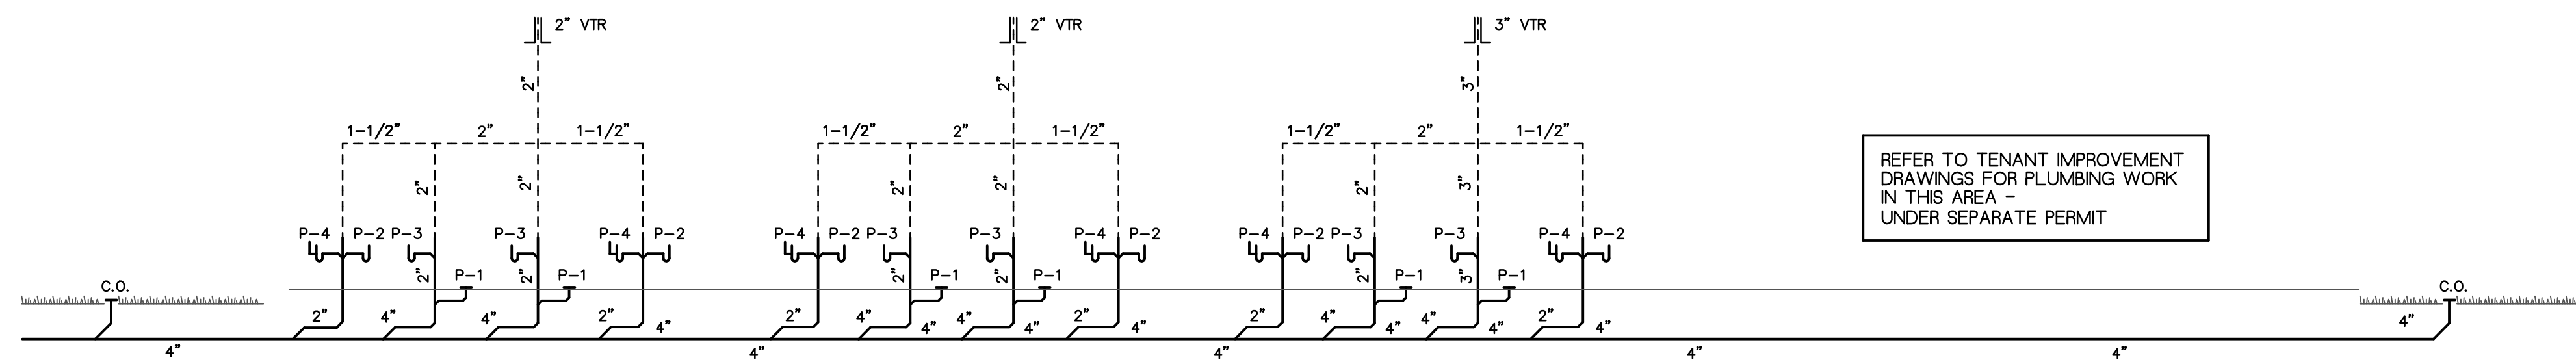 2" VTR
2" VTR
3" VTR
2"
2"
3"
1-1/2"
2"
1-1/2"
1-1/2"
2"
1-1/2"
1-1/2"
2"
1-1/2"
REFER TO TENANT IMPROVEMENT
DRAWINGS FOR PLUMBING WORK
IN THIS AREA -
UNDER SEPARATE PERMIT
2"
2"
2"
2"
2"
3"
P-4
P-2
P-3
P-3
P-4
P-2
P-4
P-2
P-3
P-3
P-4
P-2
P-4
P-2
P-3
P-3
P-4
P-2
2"
P-1
2"
P-1
2"
P-1
2"
P-1
2"
P-1
3"
P-1
C.O.
C.O.
2"
4"
4"
2"
4"
2"
4"
4"
4"
4"
2"
4"
2"
4"
4"
4"
4"
2"
4"
4"
4"
4"
4"
4"
4"